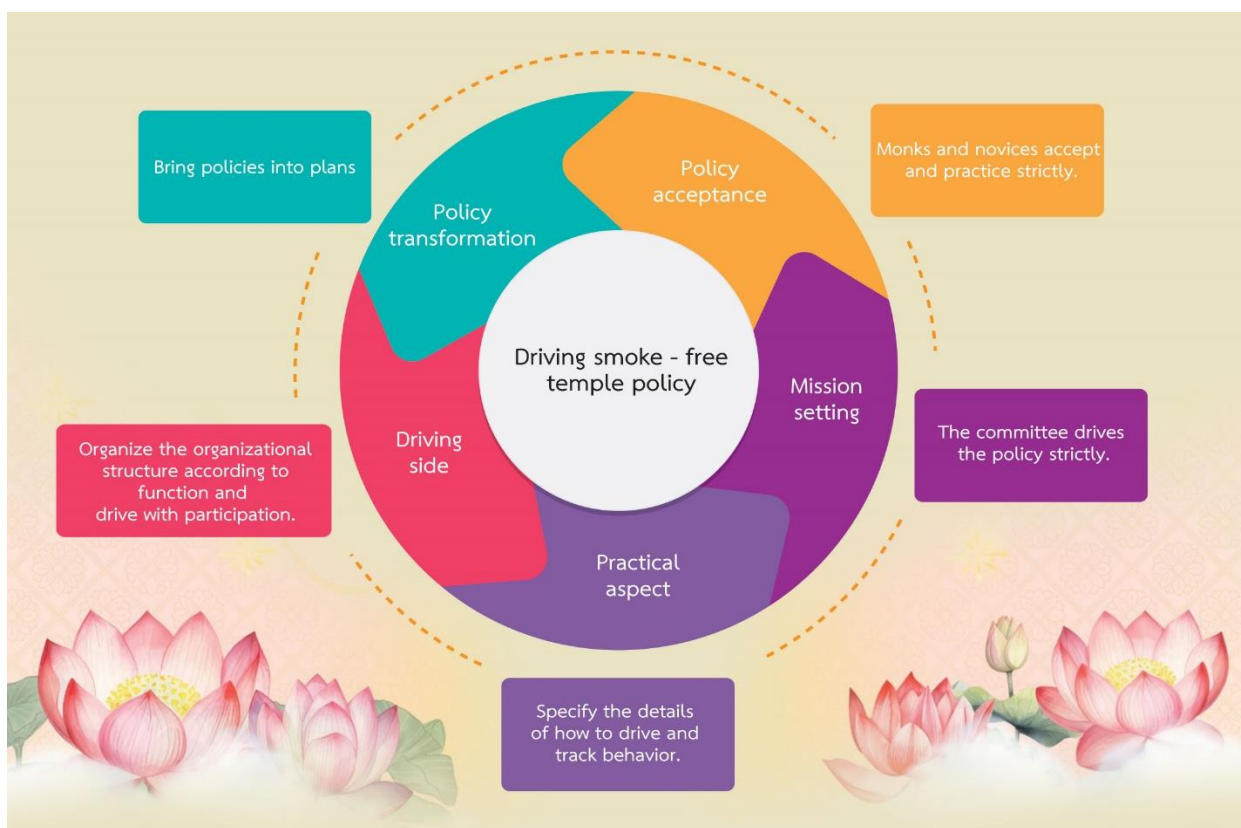 Bring policies into plans
Policy
transformation
Policy
acceptance
Monks and novices accept
and practice strictly.
Driving smoke - free
temple policy
Mission
setting
The committee drives
the policy strictly.
Driving
side
Organize the organizational
structure according to
function and
drive with participation.
Practical
aspect
Specify the details
of how to drive and
track behavior.